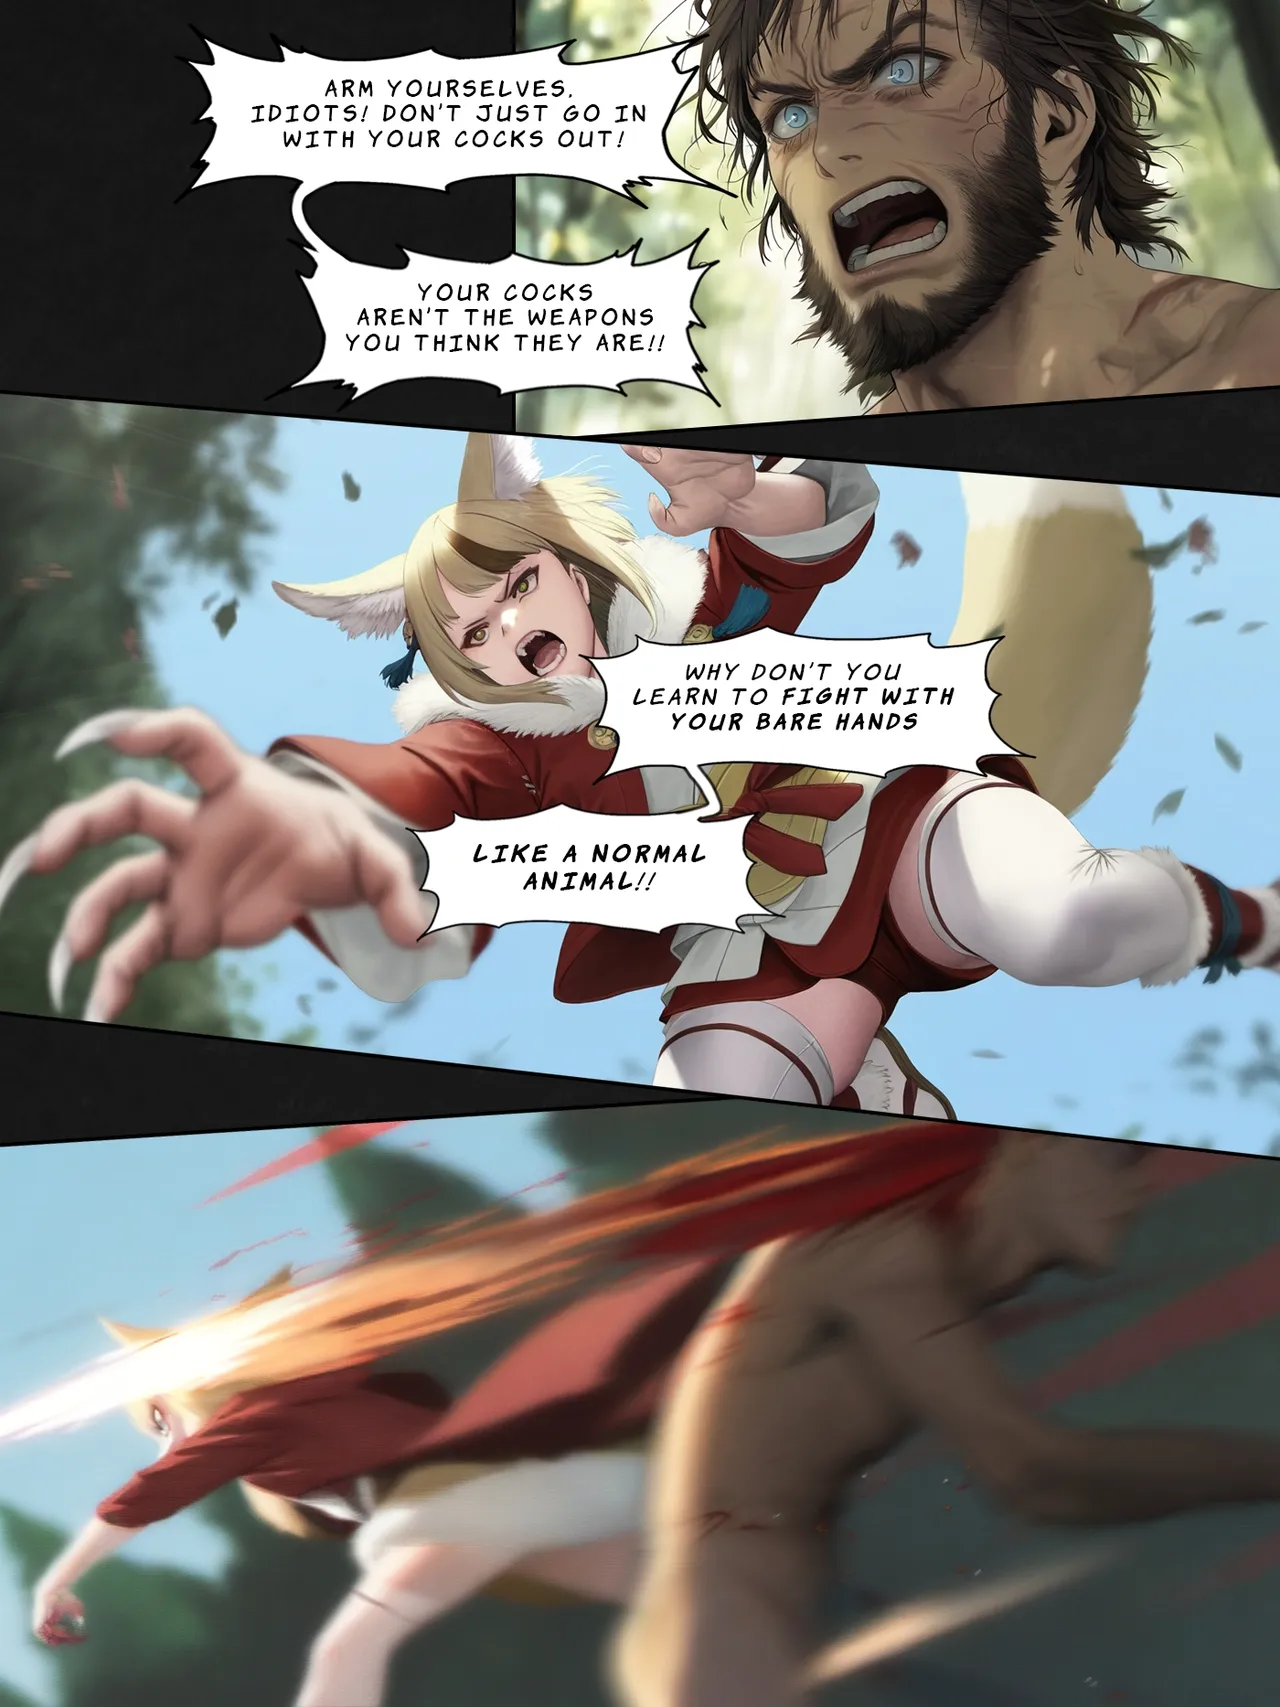 ARM YOURSELVES,
IDIOTS! DON'T JUST GO IN
WITH YOUR COCKS OUT!
YOUR COCKS
AREN'T THE WEAPONS
YOU THINK THEY ARE!!
WHY DON'T YOU
LEARN TO FIGHT WITH
YOUR BARE HANDS
LIKE A NORMAL
ANIMAL!!